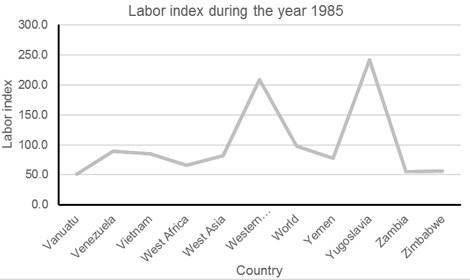 Labor index during the year 1985
300.0
250.0
200.0
150.0
100.0
50.0
0.0
Labor index
Vanuatu
Venezuela
Vietnam
West Africa
West Asia
Western...
World
Yemen
Yugoslavia
Zambia
Zimbabwe
Country